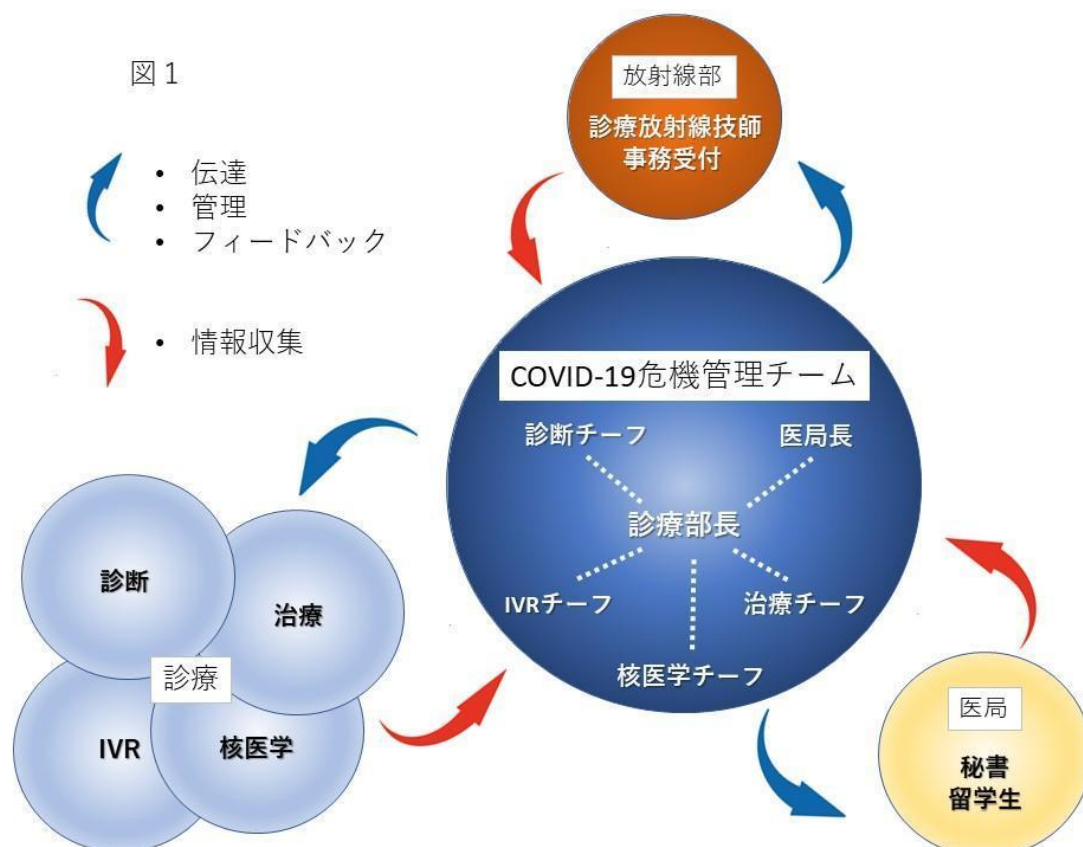 図1
• 伝達
• 管理
• フィードバック
• 情報収集
放射線部
診療放射線技師
事務受付
COVID-19危機管理チーム
診断チーフ
医局長
診療部長
IVRチーフ
治療チーフ
核医学チーフ
診断
治療
診療
IVR
核医学
医局
秘書
留学生